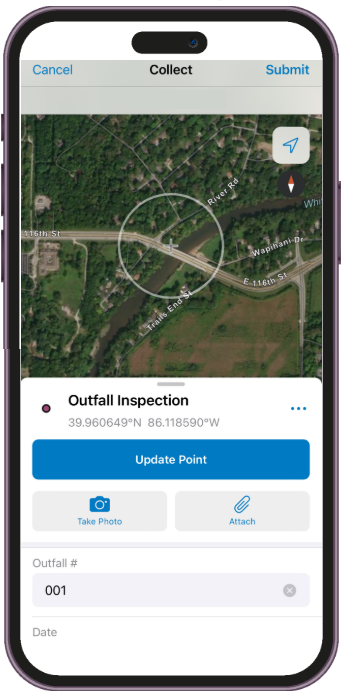 Cancel Collect Submit
River Rd
Whi
116th St
Wapihani Dr
E 116th St
Trails End St
Outfall Inspection
39.960649°N 86.118590°W
Update Point
Take Photo Attach
Outfall #
001
Date